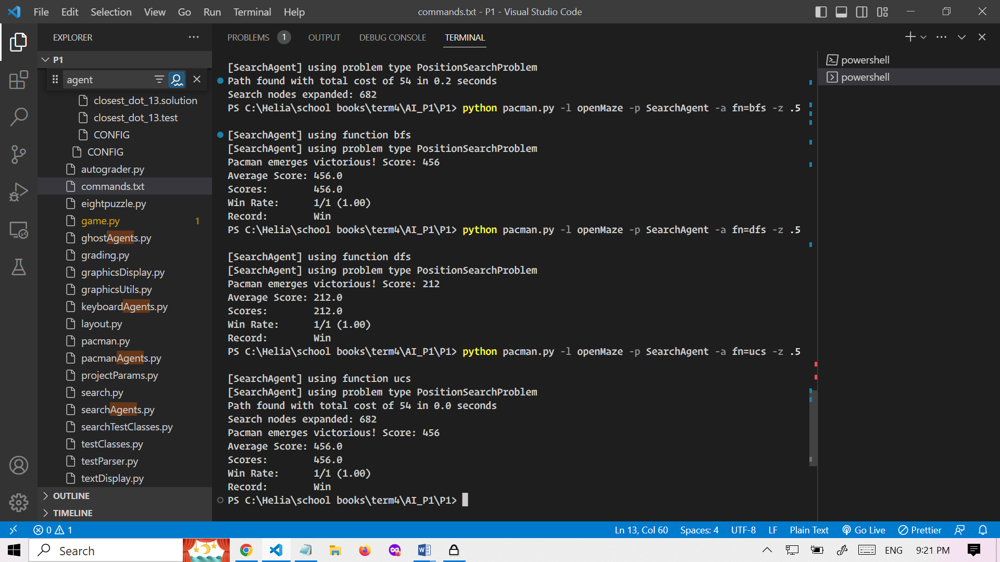 File Edit Selection View Go Run Terminal Help
commands.txt - P1 - Visual Studio Code
EXPLORER
P1
agent
closest_dot_13.solution
closest_dot_13.test
CONFIG
CONFIG
autograder.py
commands.txt
eightpuzzle.py
game.py 1
ghostAgents.py
grading.py
graphicsDisplay.py
graphicsUtils.py
keyboardAgents.py
layout.py
pacman.py
pacmanAgents.py
projectParams.py
search.py
searchAgents.py
searchTestClasses.py
testClasses.py
testParser.py
textDisplay.py
OUTLINE
TIMELINE
PROBLEMS 1 OUTPUT DEBUG CONSOLE TERMINAL
[SearchAgent] using problem type PositionSearchProblem
Path found with total cost of 54 in 0.2 seconds
Search nodes expanded: 682
PS C:\Helia\school books\term4\AI_P1\P1> python pacman.py -l openMaze -p SearchAgent -a fn=bfs -z .5
[SearchAgent] using function bfs
[SearchAgent] using problem type PositionSearchProblem
Pacman emerges victorious! Score: 456
Average Score: 456.0
Scores: 456.0
Win Rate: 1/1 (1.00)
Record: Win
PS C:\Helia\school books\term4\AI_P1\P1> python pacman.py -l openMaze -p SearchAgent -a fn=dfs -z .5
[SearchAgent] using function dfs
[SearchAgent] using problem type PositionSearchProblem
Pacman emerges victorious! Score: 212
Average Score: 212.0
Scores: 212.0
Win Rate: 1/1 (1.00)
Record: Win
PS C:\Helia\school books\term4\AI_P1\P1> python pacman.py -l openMaze -p SearchAgent -a fn=ucs -z .5
[SearchAgent] using function ucs
[SearchAgent] using problem type PositionSearchProblem
Path found with total cost of 54 in 0.0 seconds
Search nodes expanded: 682
Pacman emerges victorious! Score: 456
Average Score: 456.0
Scores: 456.0
Win Rate: 1/1 (1.00)
Record: Win
PS C:\Helia\school books\term4\AI_P1\P1>
powershell
powershell
0 1
Ln 13, Col 60 Spaces: 4 UTF-8 LF Plain Text Go Live Prettier
Search
ENG 9:21 PM